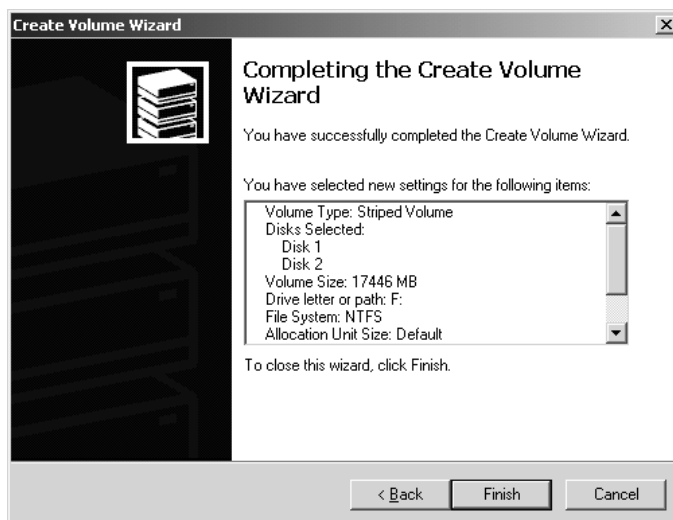 Create Volume Wizard
Completing the Create Volume
Wizard
You have successfully completed the Create Volume Wizard.
You have selected new settings for the following items:
Volume Type: Striped Volume
Disks Selected:
Disk 1
Disk 2
Volume Size: 17446 MB
Drive letter or path: F:
File System: NTFS
Allocation Unit Size: Default
To close this wizard, click Finish.
< Back Finish Cancel